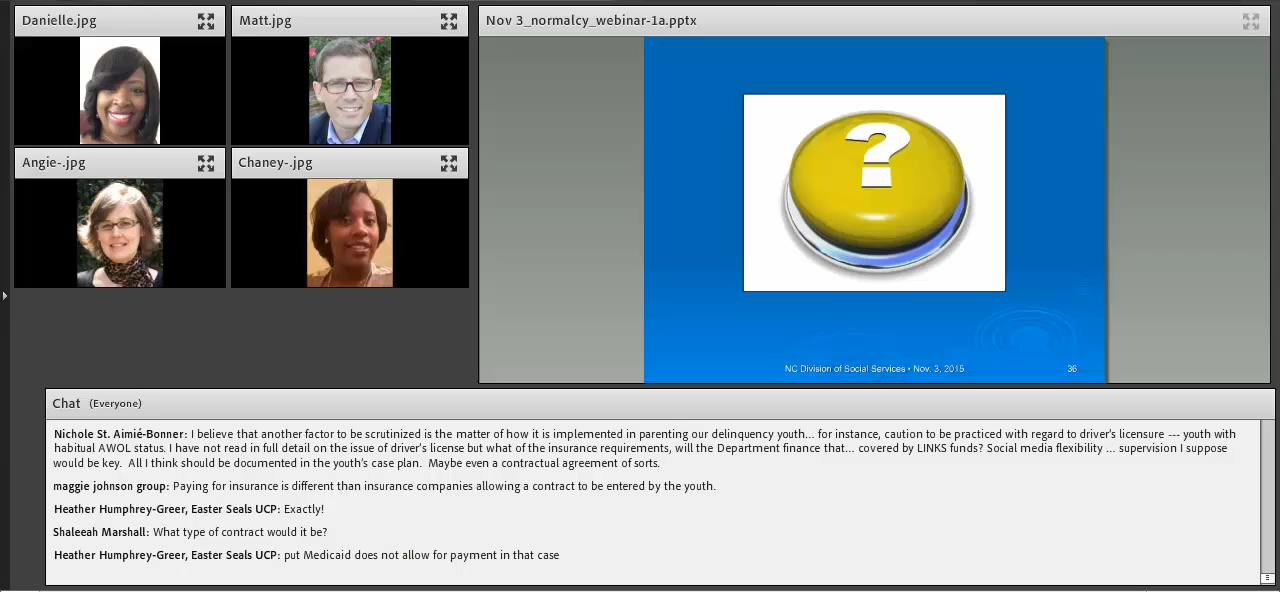 Danielle.jpg
Matt.jpg
Nov 3_normalcy_webinar-1a.pptx
Angie-.jpg
Chaney-.jpg
?
NC Division of Social Services • Nov. 3, 2015
36
Chat (Everyone)
Nichole St. Aimié-Bonner: I believe that another factor to be scrutinized is the matter of how it is implemented in parenting our delinquency youth... for instance, caution to be practiced with regard to driver's licensure --- youth with
habitual AWOL status. I have not read in full detail on the issue of driver's license but what of the insurance requirements, will the Department finance that... covered by LINKS funds? Social media flexibility ... supervision I suppose
would be key. All I think should be documented in the youth's case plan. Maybe even a contractual agreement of sorts.
maggie johnson group: Paying for insurance is different than insurance companies allowing a contract to be entered by the youth.
Heather Humphrey-Greer, Easter Seals UCP: Exactly!
Shaleeah Marshall: What type of contract would it be?
Heather Humphrey-Greer, Easter Seals UCP: put Medicaid does not allow for payment in that case